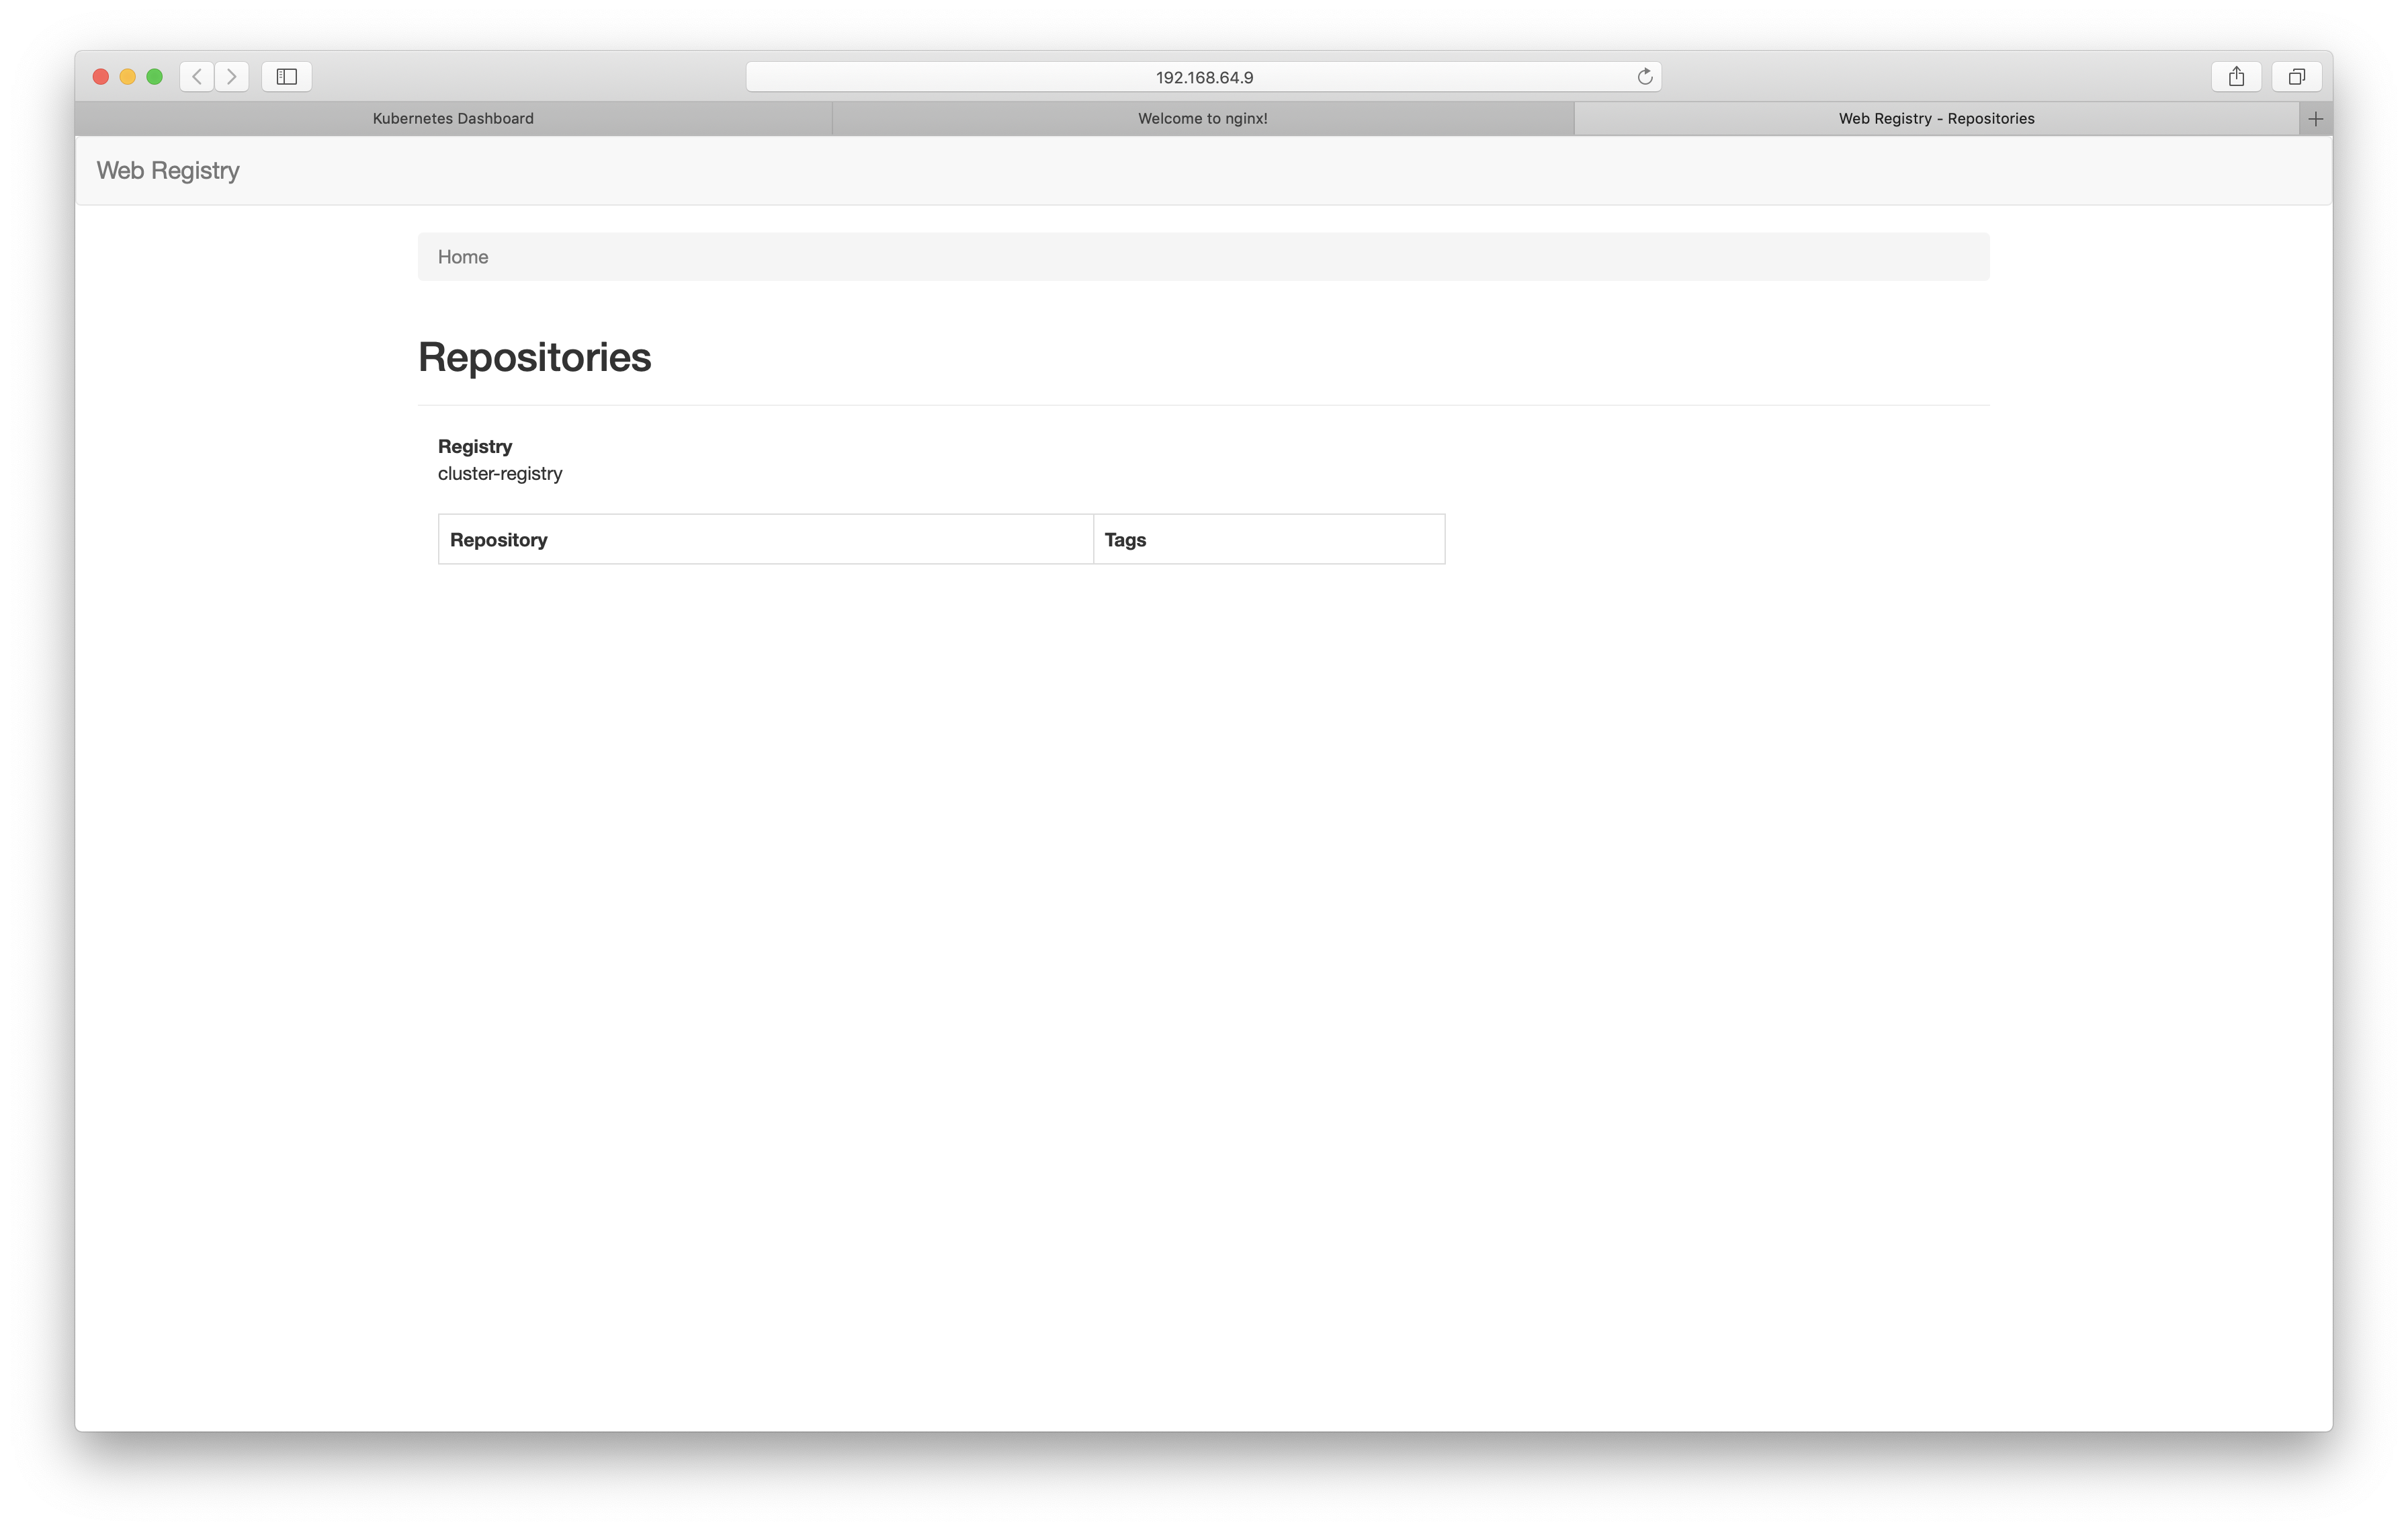 192.168.64.9
Kubernetes Dashboard
Welcome to nginx!
Web Registry - Repositories
Web Registry
Home
Repositories
Registry
cluster-registry
Repository Tags